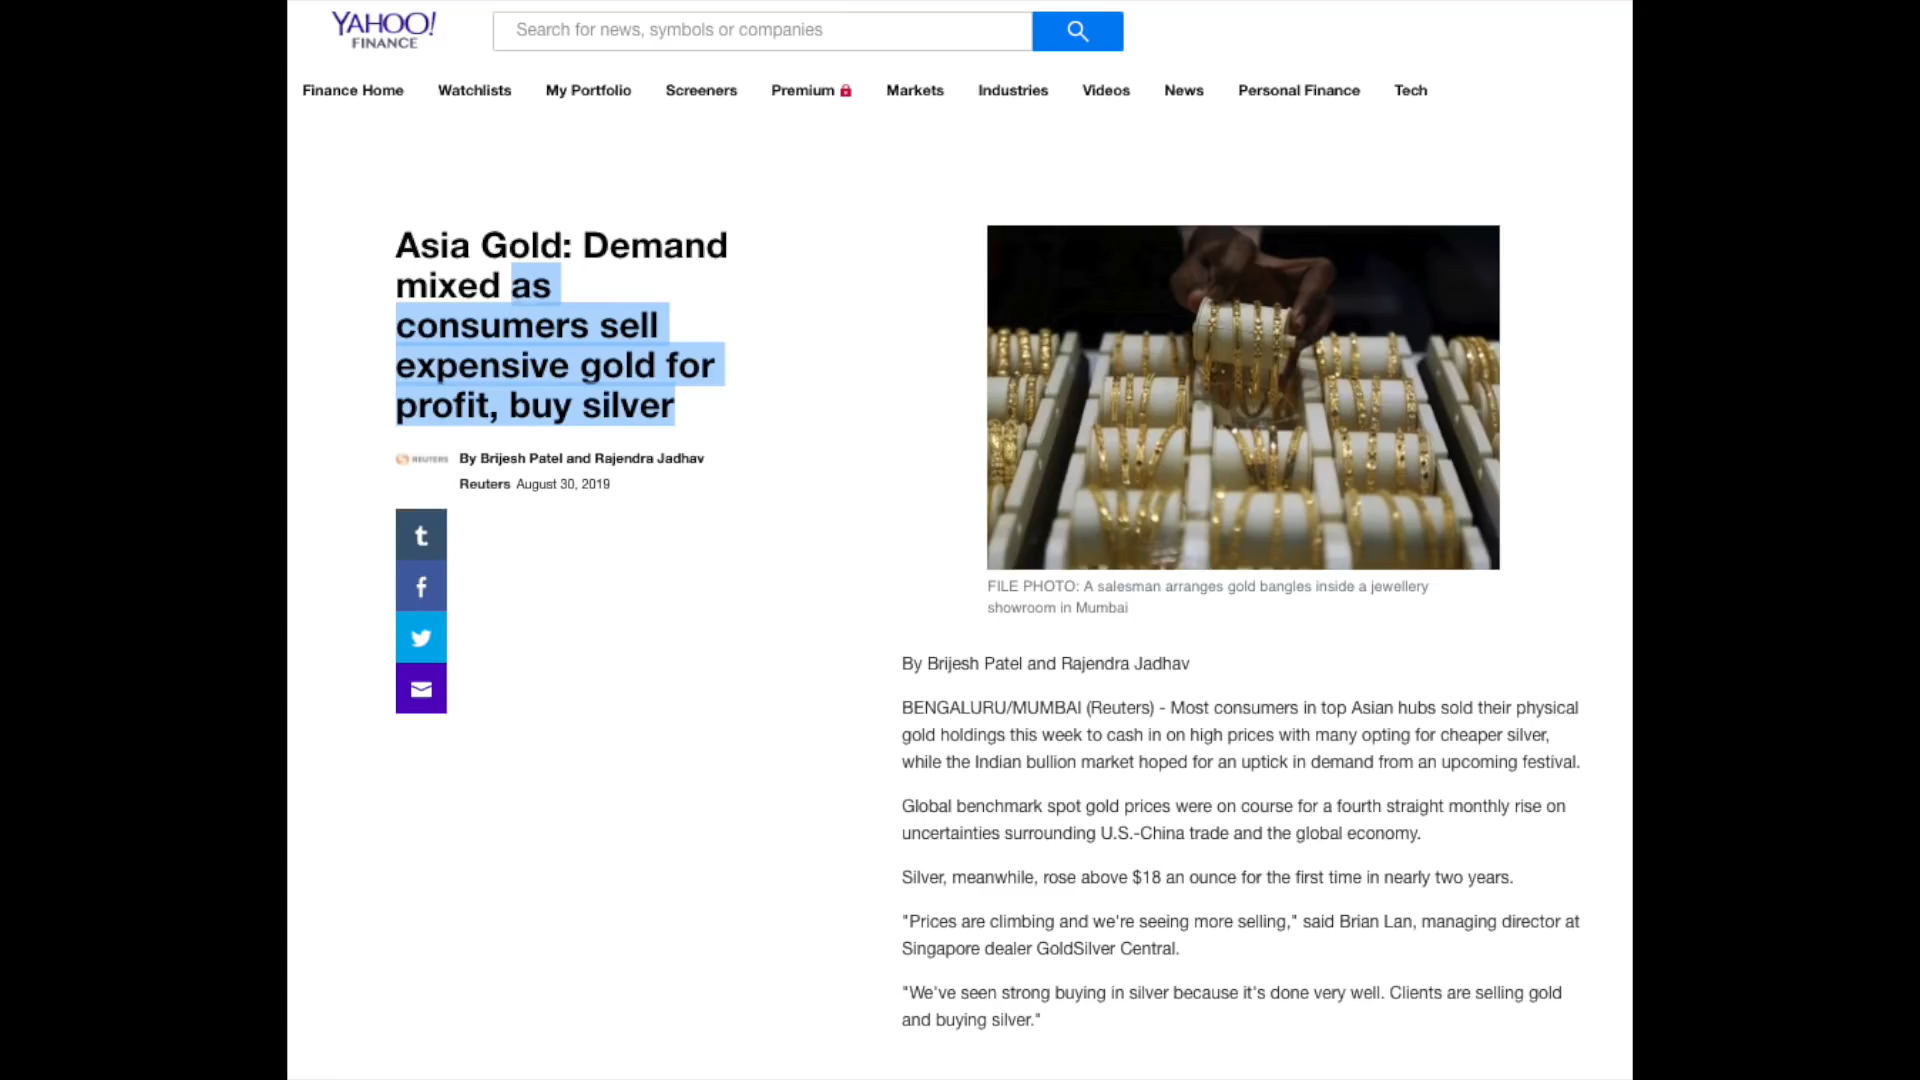 YAHOO!
FINANCE
Search for news, symbols or companies
Finance Home Watchlists My Portfolio Screeners Premium Markets Industries Videos News Personal Finance Tech
Asia Gold: Demand
mixed as
consumers sell
expensive gold for
profit, buy silver
REUTERS By Brijesh Patel and Rajendra Jadhav
Reuters August 30, 2019
FILE PHOTO: A salesman arranges gold bangles inside a jewellery
showroom in Mumbai
By Brijesh Patel and Rajendra Jadhav
BENGALURU/MUMBAI (Reuters) - Most consumers in top Asian hubs sold their physical
gold holdings this week to cash in on high prices with many opting for cheaper silver,
while the Indian bullion market hoped for an uptick in demand from an upcoming festival.
Global benchmark spot gold prices were on course for a fourth straight monthly rise on
uncertainties surrounding U.S.-China trade and the global economy.
Silver, meanwhile, rose above $18 an ounce for the first time in nearly two years.
"Prices are climbing and we're seeing more selling," said Brian Lan, managing director at
Singapore dealer GoldSilver Central.
"We've seen strong buying in silver because it's done very well. Clients are selling gold
and buying silver."